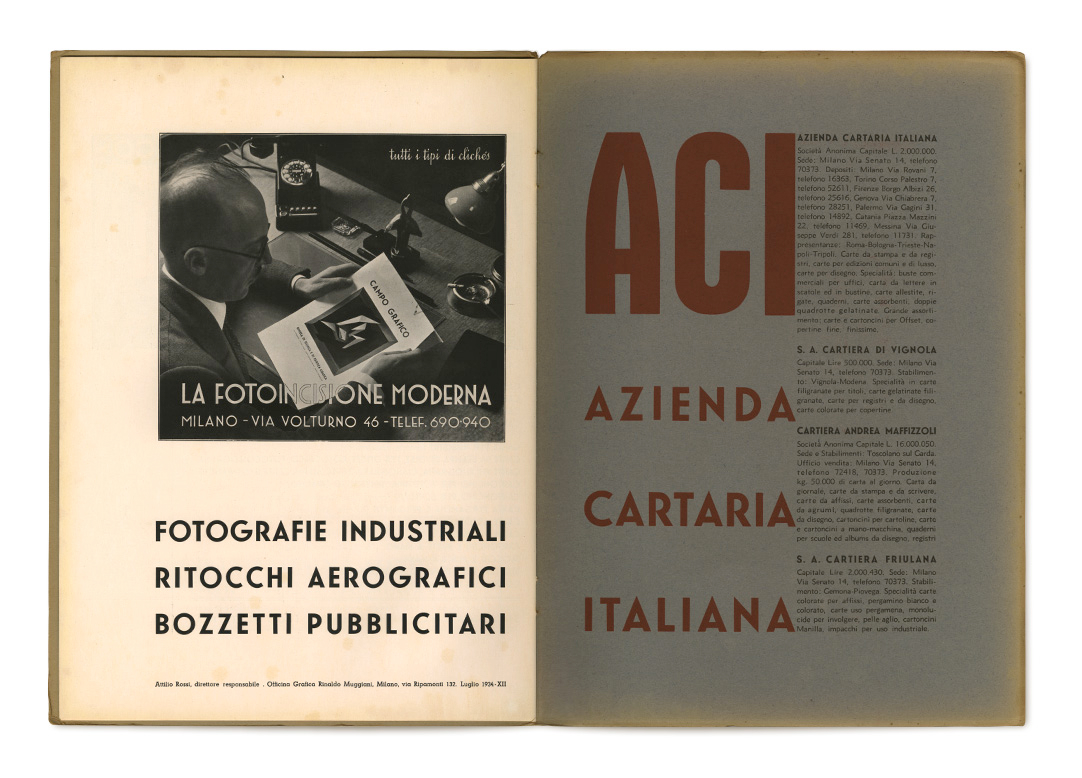 tutti i tipi di clichés
CAMPO GRAFICO
LA FOTOINCISIONE MODERNA
MILANO - VIA VOLTURNO 46 - TELEF. 690-940
FOTOGRAFIE INDUSTRIALI
RITOCCHI AEROGRAFICI
BOZZETTI PUBBLICITARI
Attilio Rossi, direttore responsabile . Officina Grafica Rinaldo Muggiani, Milano, via Ripamonti 132. Luglio 1934-XII
ACI
AZIENDA
CARTARIA
ITALIANA
AZIENDA CARTARIA ITALIANA
Società Anonima Capitale L. 2.000.000.
Sede: Milano Via Senato 14, telefono
70373. Depositi: Milano Via Rovani 7,
telefono 16363, Torino Corso Palestro 7,
telefono 52611, Firenze Borgo Albizi 26,
telefono 25616, Genova Via Chiabrera 7,
telefono 28251, Palermo Via Gagini 31,
telefono 14892, Catania Piazza Mazzini
22, telefono 11469, Messina Via Giu-
seppe Verdi 281, telefono 11731. Rap-
presentanze: Roma-Bologna-Trieste-Na-
poli-Tripoli. Carte da stampa e da regi-
stri, carte per edizioni comuni e di lusso,
carte per disegno. Specialità: buste com-
merciali per uffici, carta da lettere in
scatole ed in bustine, carte allestite, ri-
gate, quaderni, carte assorbenti, doppie
quadrotte gelatinate. Grande assorti-
mento: carte e cartoncini per Offset, co-
pertine fine, finissime.
S. A. CARTIERA DI VIGNOLA
Capitale Lire 500.000. Sede: Milano Via
Senato 14, telefono 70373. Stabilimen-
to: Vignola-Modena. Specialità in carte
filigranate per titoli, carte gelatinate fili-
granate, carte per registri e da disegno,
carte colorate per copertine.
CARTIERA ANDREA MAFFIZZOLI
Società Anonima Capitale L. 16.000.050.
Sede e Stabilimenti: Toscolano sul Garda.
Ufficio vendita: Milano Via Senato 14,
telefono 72418, 70373. Produzione
kg. 50.000 di carta al giorno. Carta da
giornale, carte da stampa e da scrivere,
carte da affissi, carte assorbenti, carte
da agrumi, quadrotte filigranate, carte
da disegno, cartoncini per cartoline, carte
e cartoncini a mano-macchina, quaderni
per scuole ed albums da disegno, registri
S. A. CARTIERA FRIULANA
Capitale Lire 2.000.430. Sede: Milano
Via Senato 14, telefono 70373. Stabili-
mento: Gemona-Piovega. Specialità carte
colorate per affissi, pergamino bianco e
colorato, carte uso pergamena, monolu-
cide per involgere, pelle aglio, cartoncini
Manilla, impacchi per uso industriale.